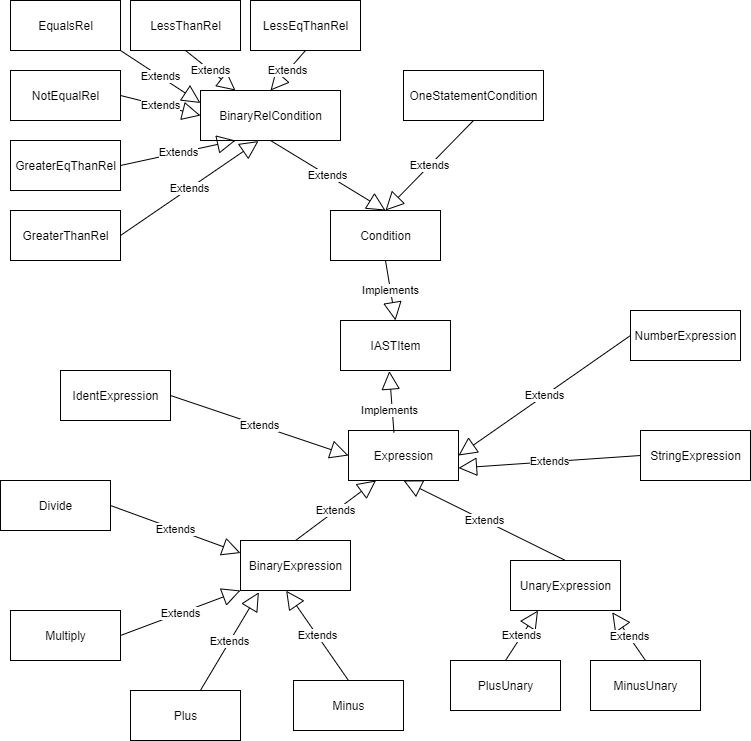 EqualsRel
LessThanRel
LessEqThanRel
Extends
Extends
Extends
NotEqualRel
Extends
BinaryRelCondition
OneStatementCondition
GreaterEqThanRel
Extends
Extends
Extends
Extends
GreaterThanRel
Condition
Implements
IASTItem
NumberExpression
IdentExpression
Extends
Implements
Extends
Expression
Extends
StringExpression
Divide
Extends
Extends
Extends
BinaryExpression
UnaryExpression
Multiply
Extends
Extends
Extends
Extends
Extends
Plus
Minus
PlusUnary
MinusUnary